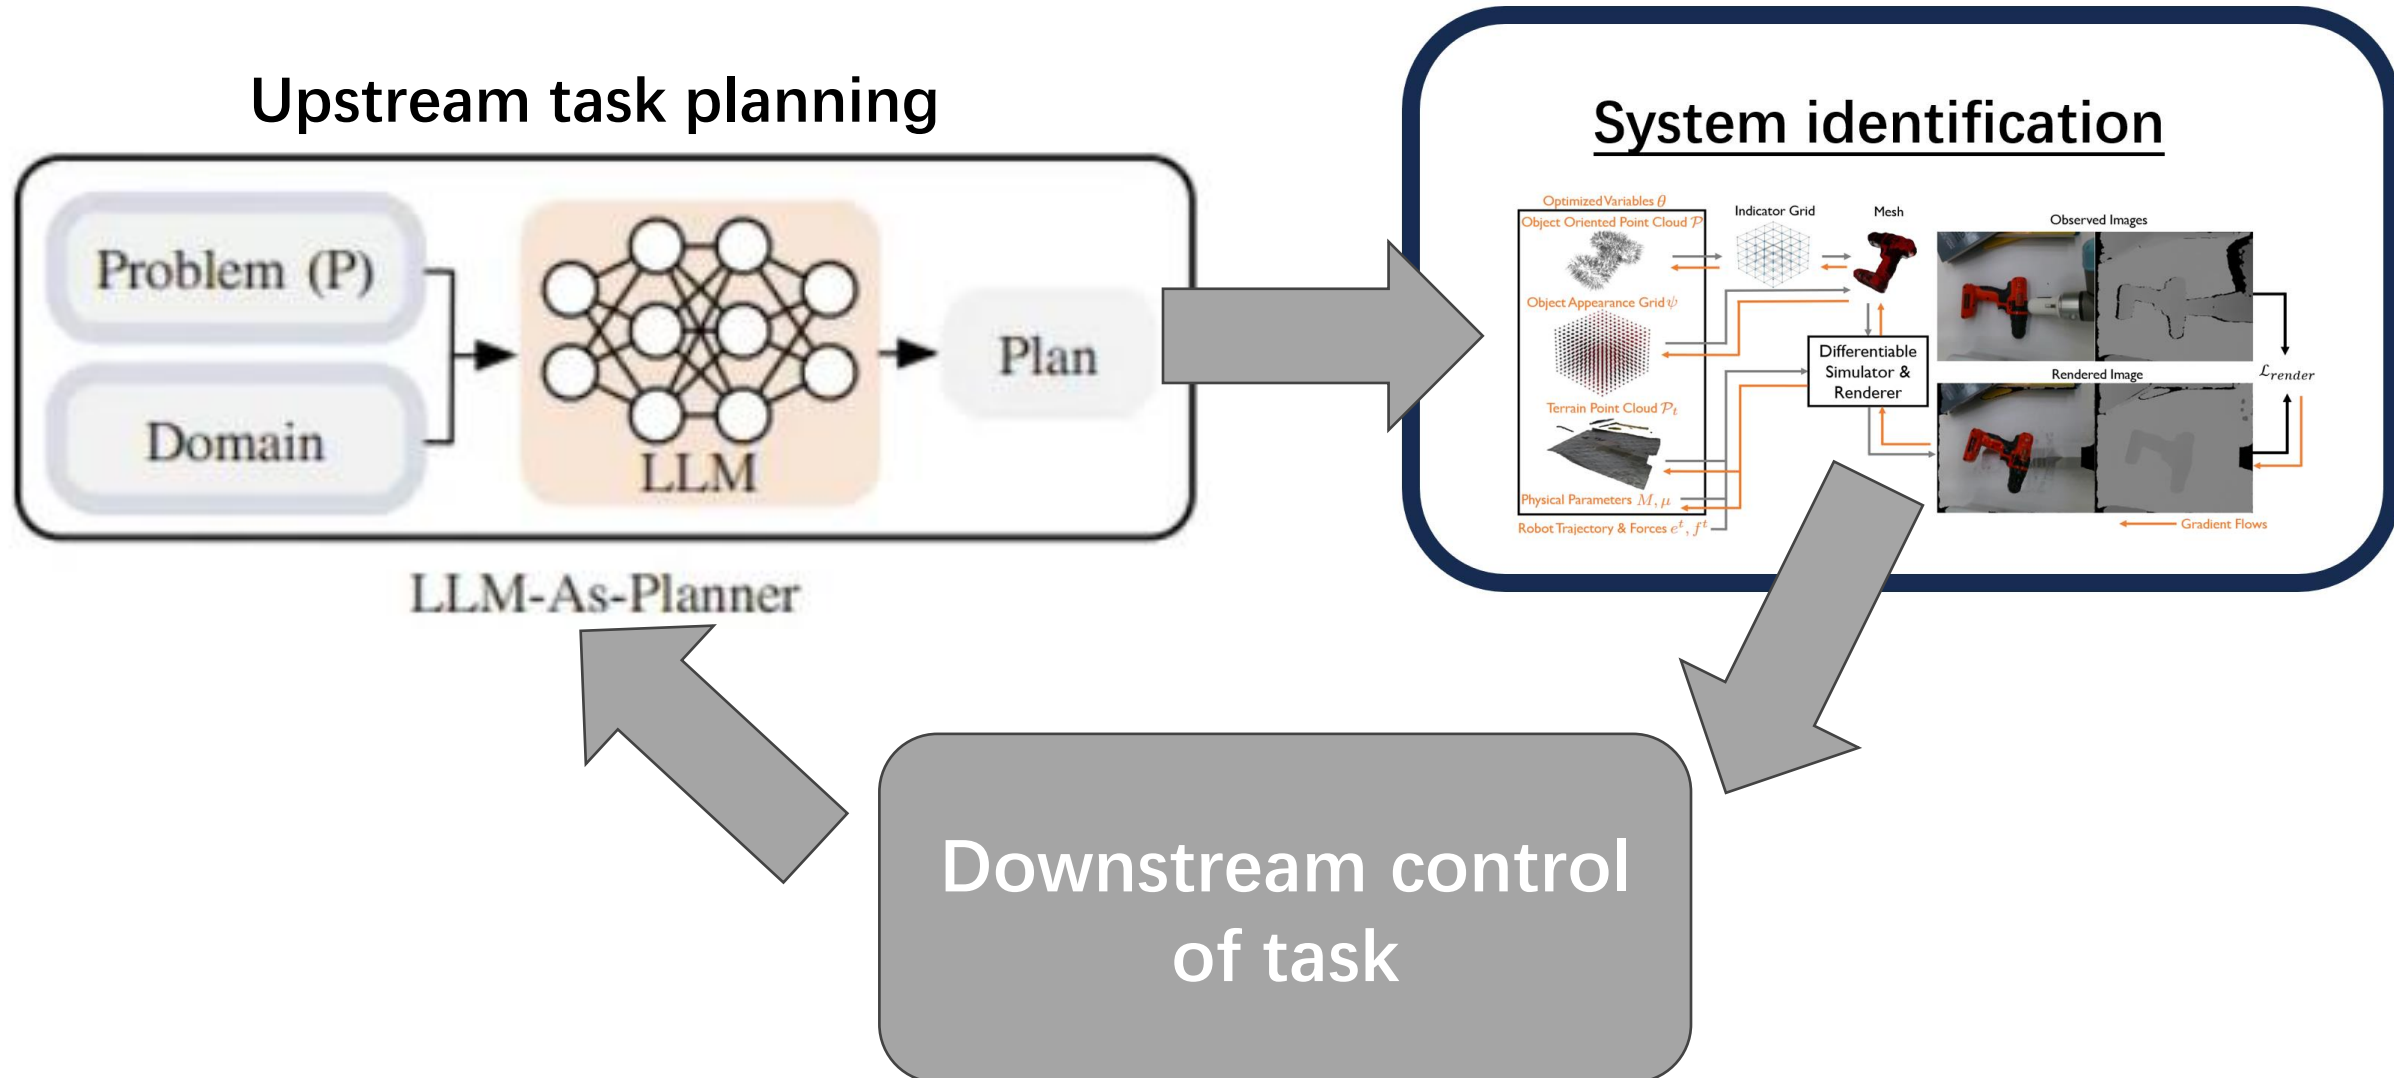 Upstream task planning
Problem (P)
Domain
LLM
Plan
LLM-As-Planner
System identification
Optimized Variables θ
Object Oriented Point Cloud 𝒫
Indicator Grid
Mesh
Observed Images
Object Appearance Grid ψ
Differentiable
Simulator &
Renderer
Rendered Image
ℒrender
Terrain Point Cloud 𝒫t
Physical Parameters M, μ
Robot Trajectory & Forces eᵗ, fᵗ
Gradient Flows
Downstream control
of task